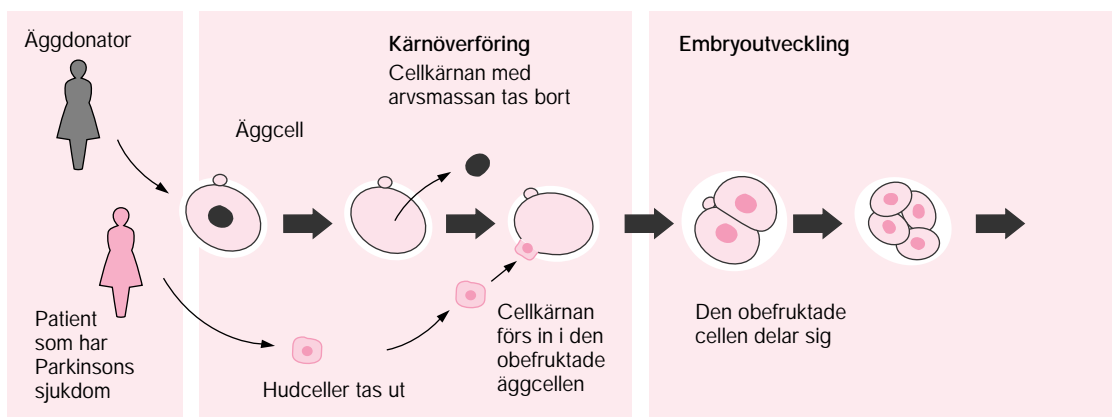 Äggdonator
Patient
som har
Parkinsons
sjukdom
Kärnöverföring
Cellkärnan med
arvsmassan tas bort
Äggcell
Hudceller tas ut
Cellkärnan
förs in i den
obefruktade
äggcellen
Embryoutveckling
Den obefruktade
cellen delar sig